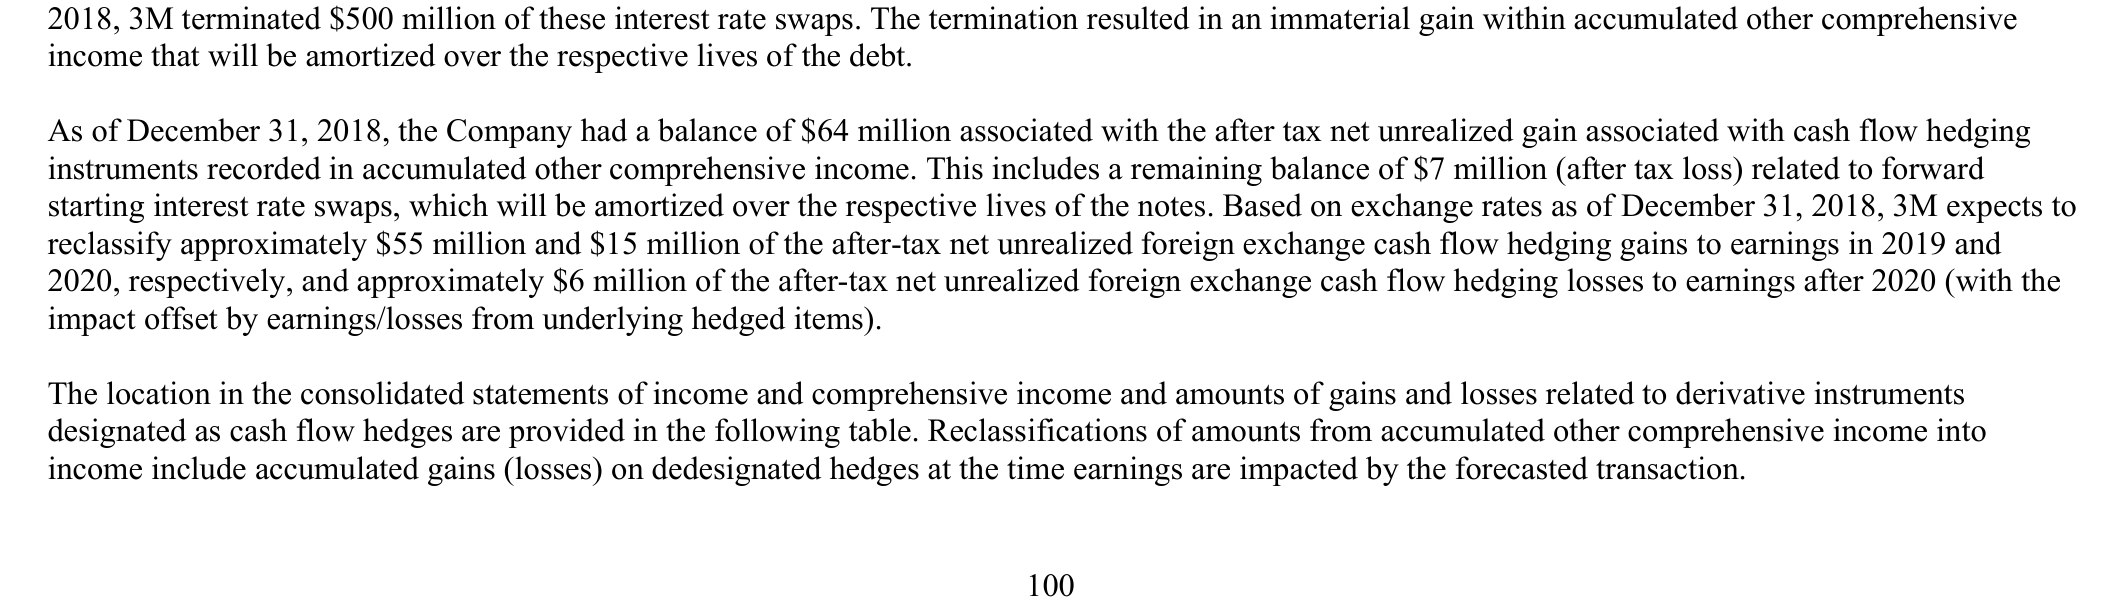 2018, 3M terminated $500 million of these interest rate swaps. The termination resulted in an immaterial gain within accumulated other comprehensive
income that will be amortized over the respective lives of the debt.
As of December 31, 2018, the Company had a balance of $64 million associated with the after tax net unrealized gain associated with cash flow hedging
instruments recorded in accumulated other comprehensive income. This includes a remaining balance of $7 million (after tax loss) related to forward
starting interest rate swaps, which will be amortized over the respective lives of the notes. Based on exchange rates as of December 31, 2018, 3M expects to
reclassify approximately $55 million and $15 million of the after-tax net unrealized foreign exchange cash flow hedging gains to earnings in 2019 and
2020, respectively, and approximately $6 million of the after-tax net unrealized foreign exchange cash flow hedging losses to earnings after 2020 (with the
impact offset by earnings/losses from underlying hedged items).
The location in the consolidated statements of income and comprehensive income and amounts of gains and losses related to derivative instruments
designated as cash flow hedges are provided in the following table. Reclassifications of amounts from accumulated other comprehensive income into
income include accumulated gains (losses) on dedesignated hedges at the time earnings are impacted by the forecasted transaction.
100